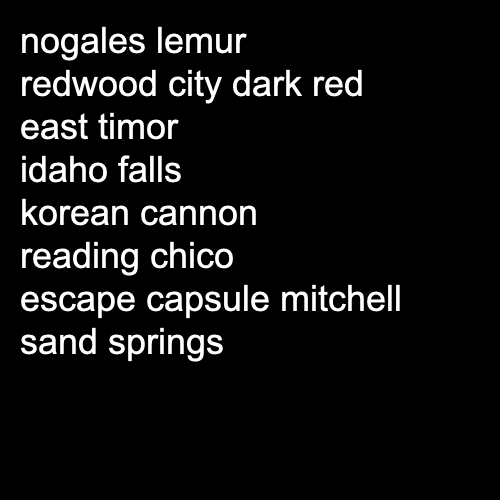 nogales lemur
redwood city dark red
east timor
idaho falls
korean cannon
reading chico
escape capsule mitchell
sand springs